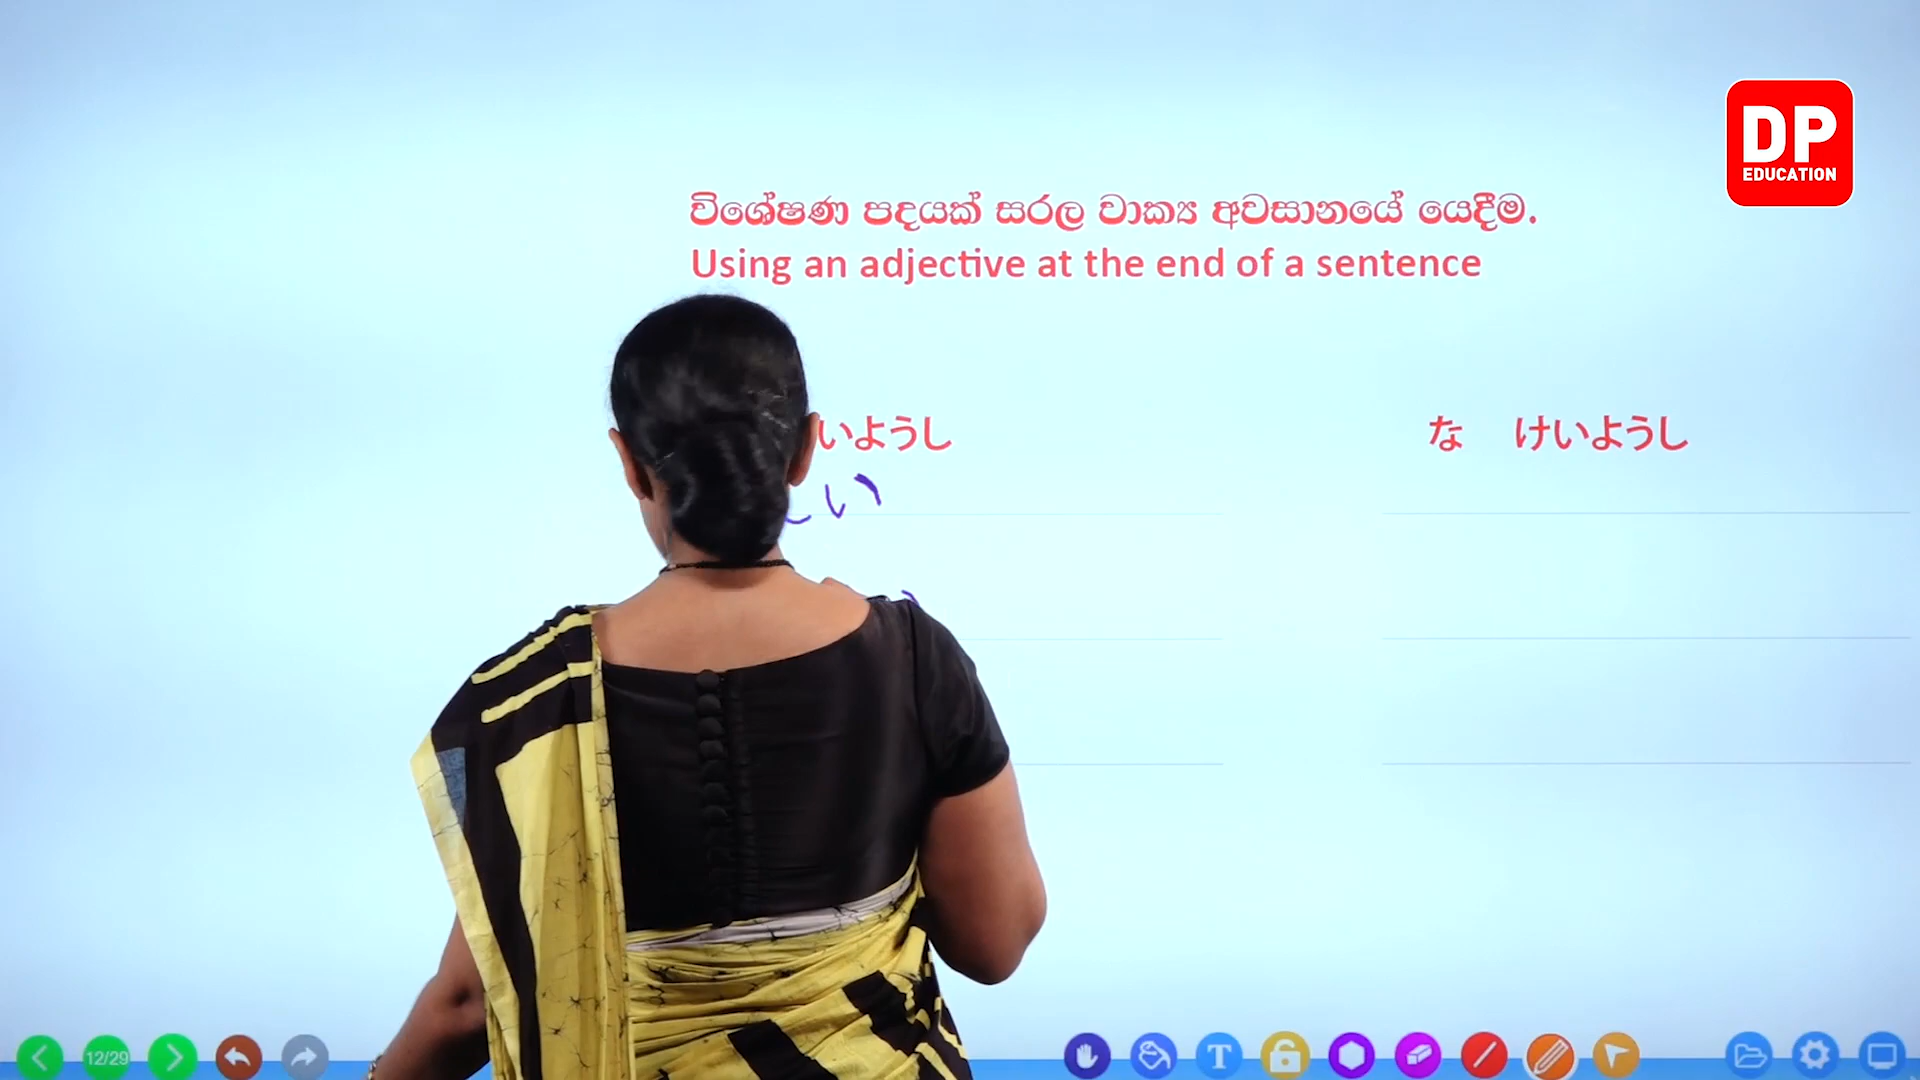 DP
EDUCATION
විශේෂණ පදයක් සරල වාක්‍ය අවසානයේ යෙදීම.
Using an adjective at the end of a sentence
いようし
な けいようし
い
12/29
T